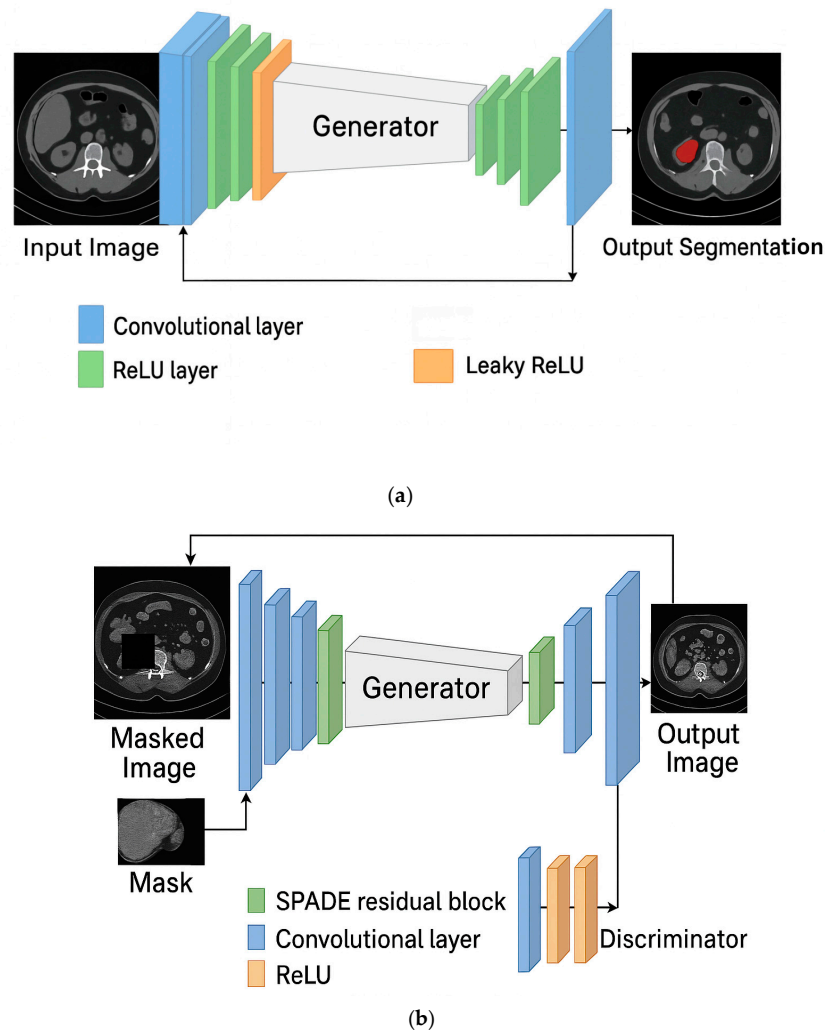 Generator
Input Image
Output Segmentation
Convolutional layer
ReLU layer
Leaky ReLU
(a)
Masked
Image
Generator
Output
Image
Mask
SPADE residual block
Convolutional layer
Discriminator
ReLU
(b)